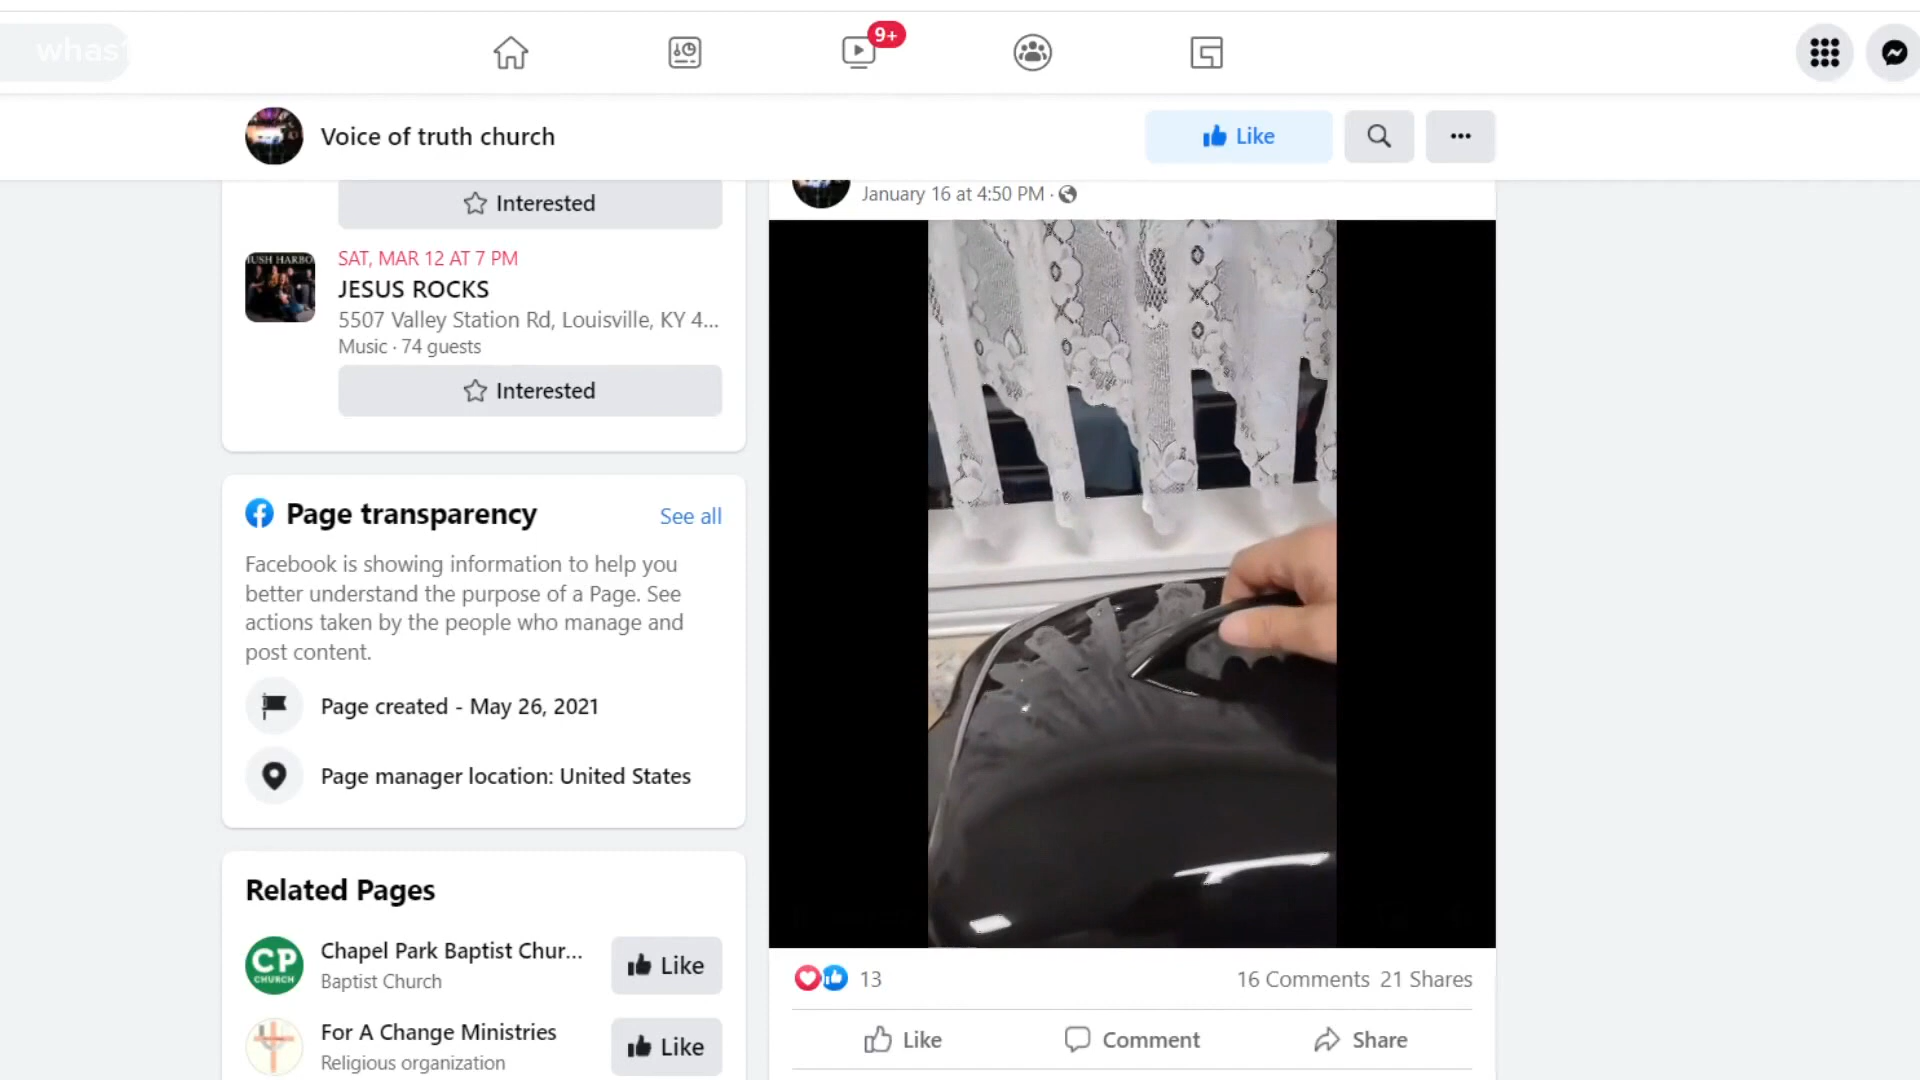 whas
9+
Voice of truth church
Like
...
January 16 at 4:50 PM ·
Interested
SAT, MAR 12 AT 7 PM
JESUS ROCKS
5507 Valley Station Rd, Louisville, KY 4...
Music · 74 guests
Interested
Page transparency
See all
Facebook is showing information to help you
better understand the purpose of a Page. See
actions taken by the people who manage and
post content.
Page created - May 26, 2021
Page manager location: United States
Related Pages
CP
CHURCH
Chapel Park Baptist Chur...
Baptist Church
Like
For A Change Ministries
Religious organization
Like
13
16 Comments 21 Shares
Like
Comment
Share